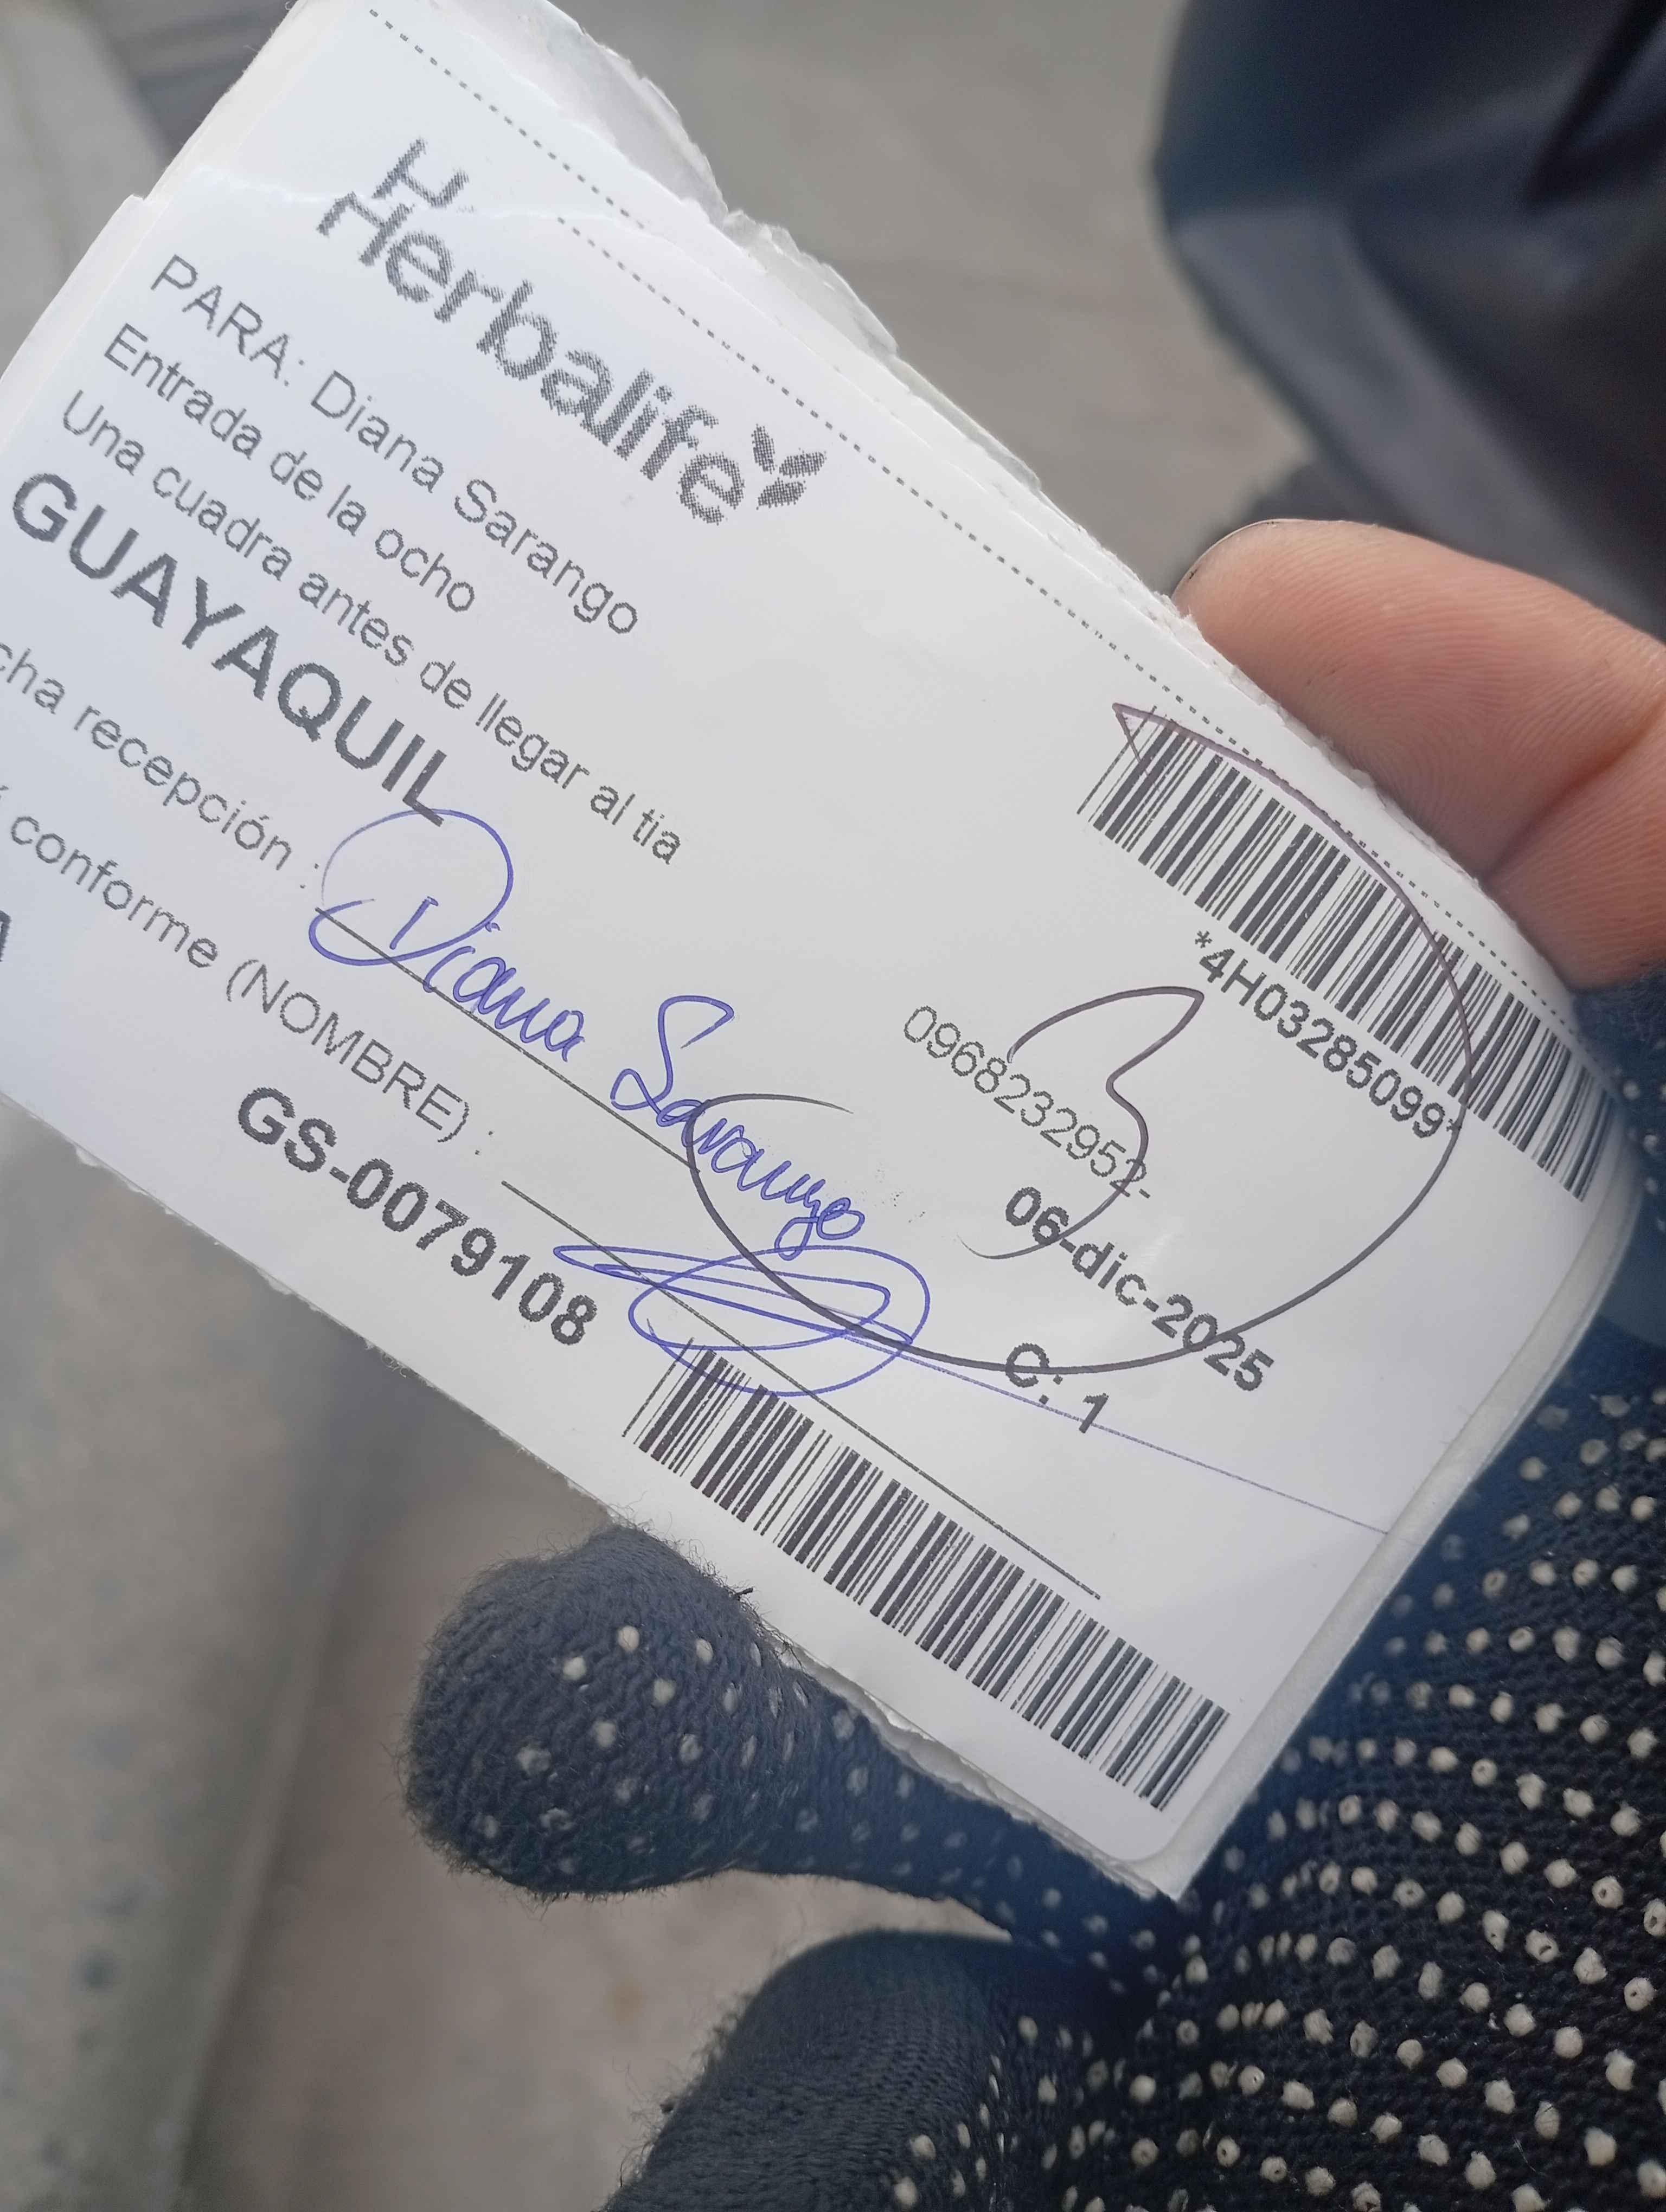 H
Herbalife
*4H03285099*
PARA: Diana Sarango
Entrada de la ocho
Una cuadra antes de llegar al tia
0968232952-
GUAYAQUIL
06-dic-2025
cha recepción :
Diana Sarango
C: 1
conforme (NOMBRE) :
GS-0079108